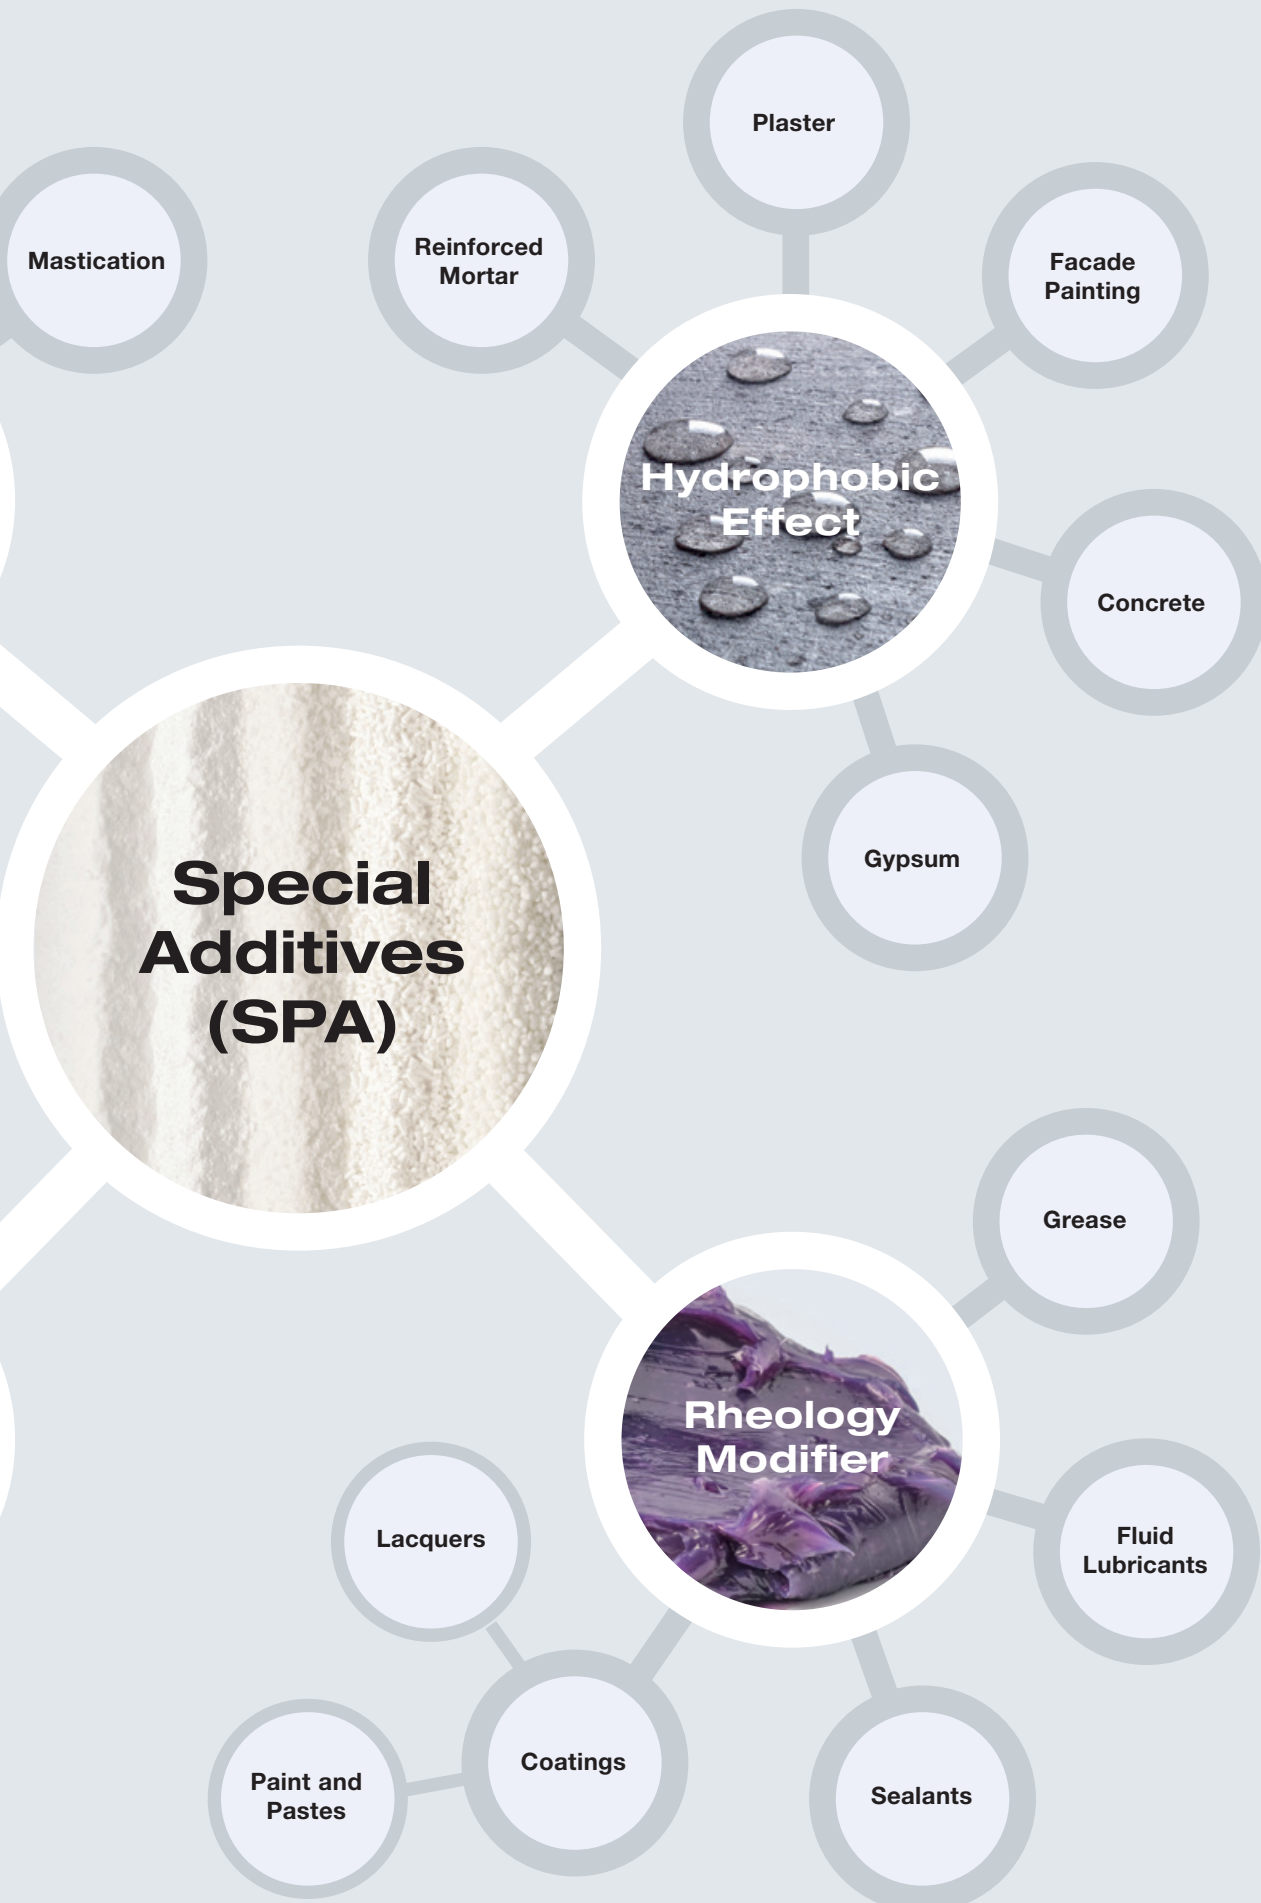 Plaster
Mastication
Reinforced
Mortar
Facade
Painting
Hydrophobic
Effect
Concrete
Gypsum
Special
Additives
(SPA)
Grease
Rheology
Modifier
Fluid
Lubricants
Lacquers
Coatings
Paint and
Pastes
Sealants